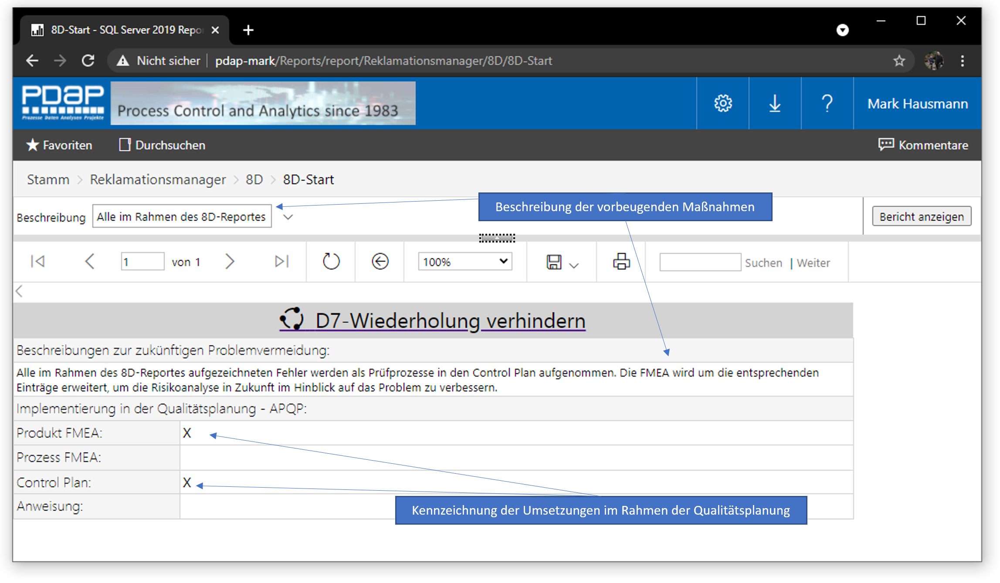 8D-Start - SQL Server 2019 Repo
Nicht sicher
pdap-mark/Reports/report/Reklamationsmanager/8D/8D-Start
PDaP
Prozesse Daten Analysen Projekte
Process Control and Analytics since 1983
?
Mark Hausmann
Favoriten
Durchsuchen
Kommentare
Stamm > Reklamationsmanager > 8D > 8D-Start
Beschreibung der vorbeugenden Maßnahmen
Beschreibung
Alle im Rahmen des 8D-Reportes
Bericht anzeigen
1 von 1
100%
Suchen | Weiter
D7-Wiederholung verhindern
Beschreibungen zur zukünftigen Problemvermeidung:
Alle im Rahmen des 8D-Reportes aufgezeichneten Fehler werden als Prüfprozesse in den Control Plan aufgenommen. Die FMEA wird um die entsprechenden
Einträge erweitert, um die Risikoanalyse in Zukunft im Hinblick auf das Problem zu verbessern.
Implementierung in der Qualitätsplanung - APQP:
Produkt FMEA: X
Prozess FMEA:
Control Plan: X
Anweisung:
Kennzeichnung der Umsetzungen im Rahmen der Qualitätsplanung